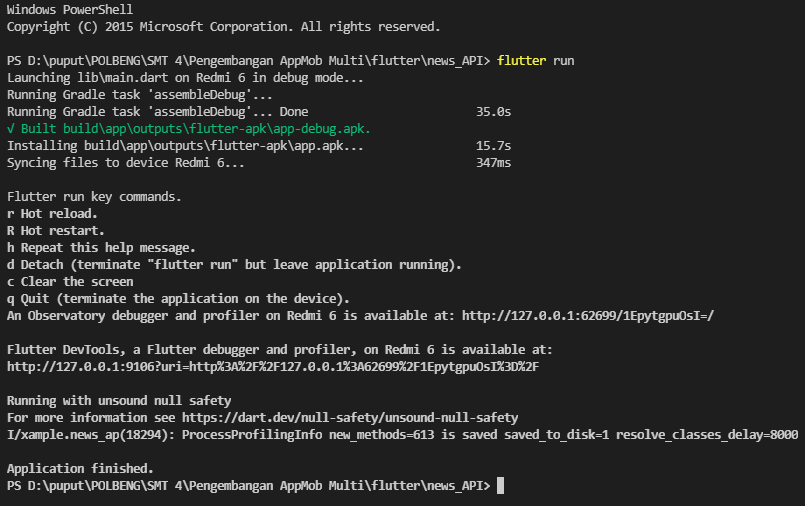 Windows PowerShell
Copyright (C) 2015 Microsoft Corporation. All rights reserved.
PS D:\puput\POLBENG\SMT 4\Pengembangan AppMob Multi\flutter\news_API> flutter run
Launching lib\main.dart on Redmi 6 in debug mode...
Running Gradle task 'assembleDebug'...
Running Gradle task 'assembleDebug'... Done 35.0s
√ Built build\app\outputs\flutter-apk\app-debug.apk.
Installing build\app\outputs\flutter-apk\app.apk... 15.7s
Syncing files to device Redmi 6... 347ms
Flutter run key commands.
r Hot reload.
R Hot restart.
h Repeat this help message.
d Detach (terminate "flutter run" but leave application running).
c Clear the screen
q Quit (terminate the application on the device).
An Observatory debugger and profiler on Redmi 6 is available at: http://127.0.0.1:62699/1EpytgpuOsI=/
Flutter DevTools, a Flutter debugger and profiler, on Redmi 6 is available at:
http://127.0.0.1:9106?uri=http%3A%2F%2F127.0.0.1%3A62699%2F1EpytgpuOsI%3D%2F
Running with unsound null safety
For more information see https://dart.dev/null-safety/unsound-null-safety
I/xample.news_ap(18294): ProcessProfilingInfo new_methods=613 is saved saved_to_disk=1 resolve_classes_delay=8000
Application finished.
PS D:\puput\POLBENG\SMT 4\Pengembangan AppMob Multi\flutter\news_API>